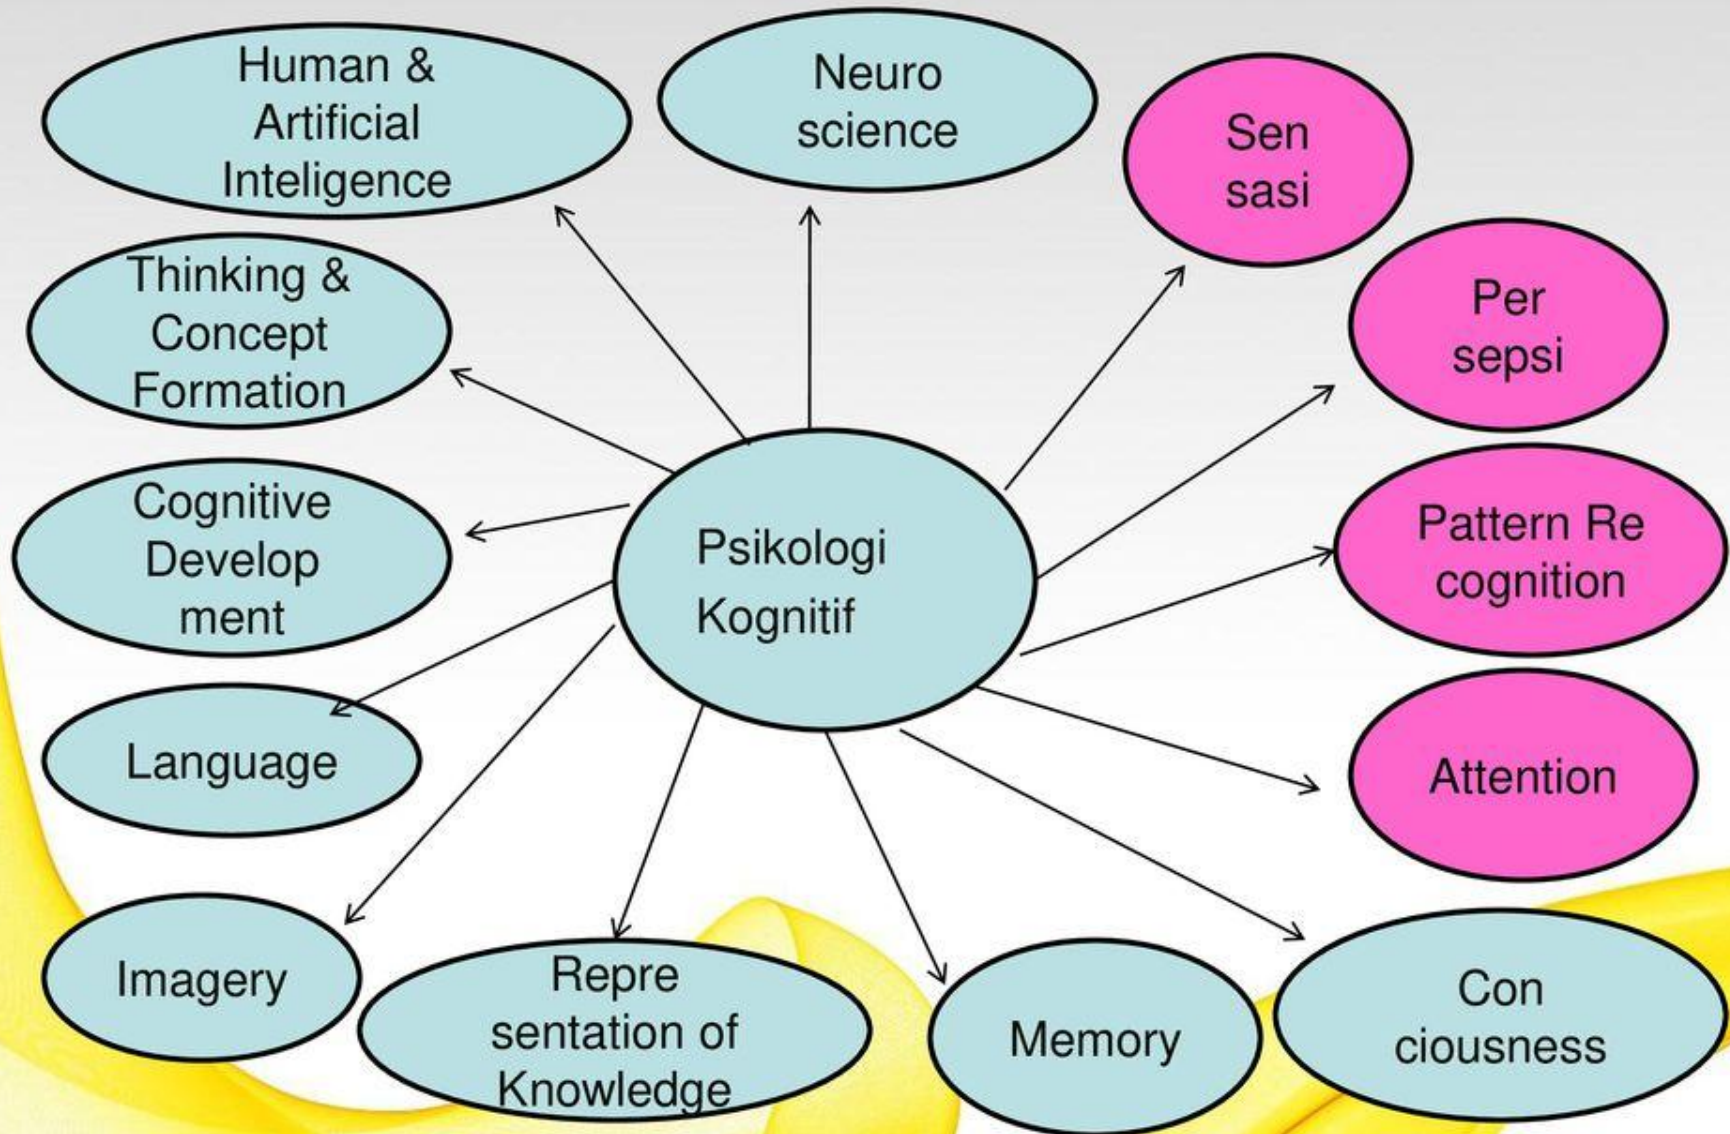 Human &
Artificial
Inteligence
Neuro
science
Sen
sasi
Per
sepsi
Thinking &
Concept
Formation
Cognitive
Develop
ment
Psikologi
Kognitif
Pattern Re
cognition
Language
Attention
Imagery
Repre
sentation of
Knowledge
Memory
Con
ciousness